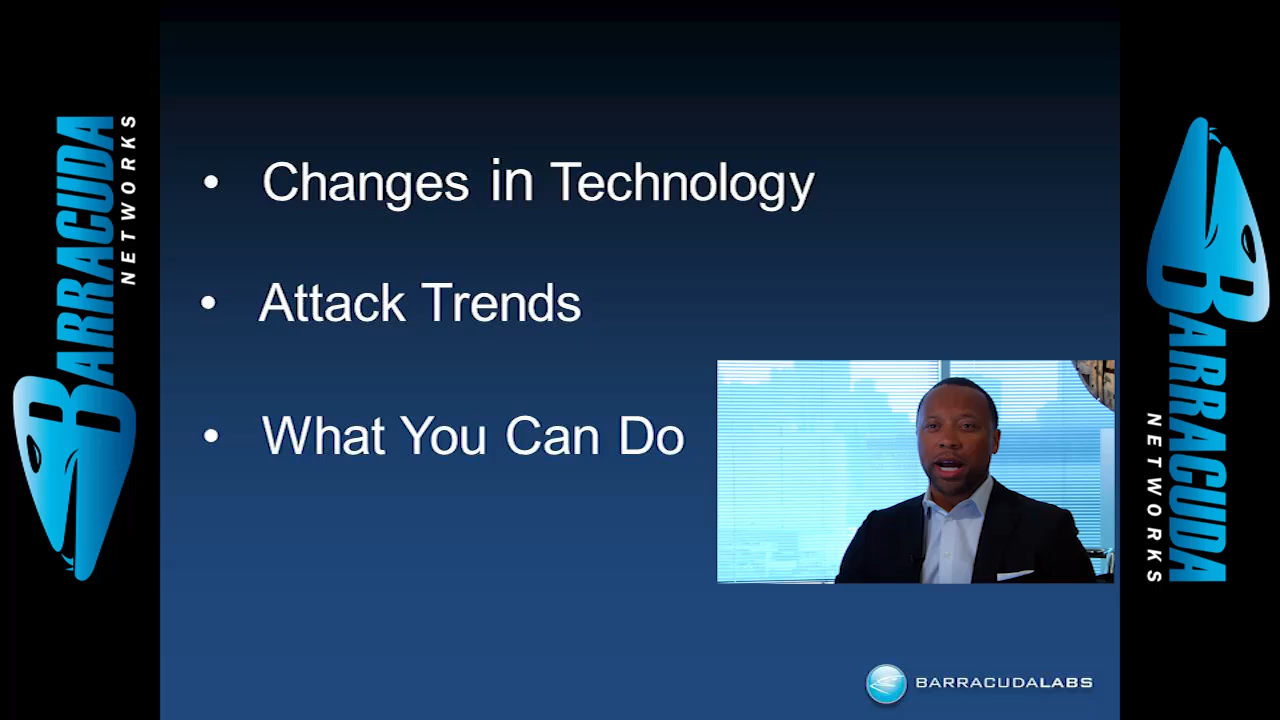 BARRACUDA
NETWORKS
• Changes in Technology
• Attack Trends
• What You Can Do
BARRACUDALABS
BARRACUDA
NETWORKS